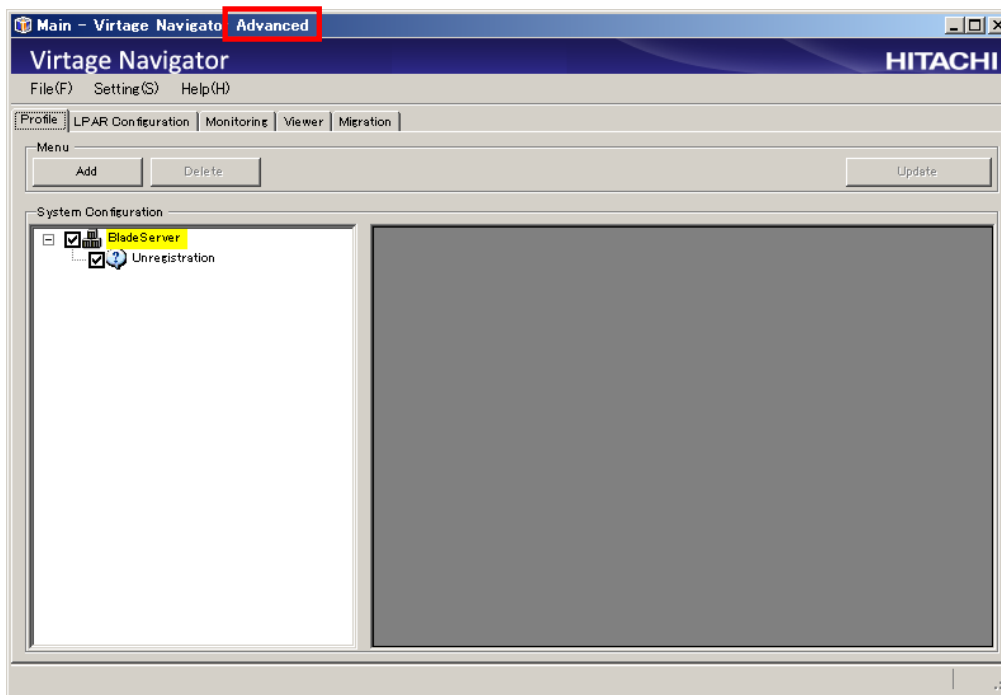 Main - Virtage Navigator Advanced
Virtage Navigator HITACHI
File(F) Setting(S) Help(H)
Profile LPAR Configuration Monitoring Viewer Migration
Menu
Add Delete Update
System Configuration
BladeServer
Unregistration